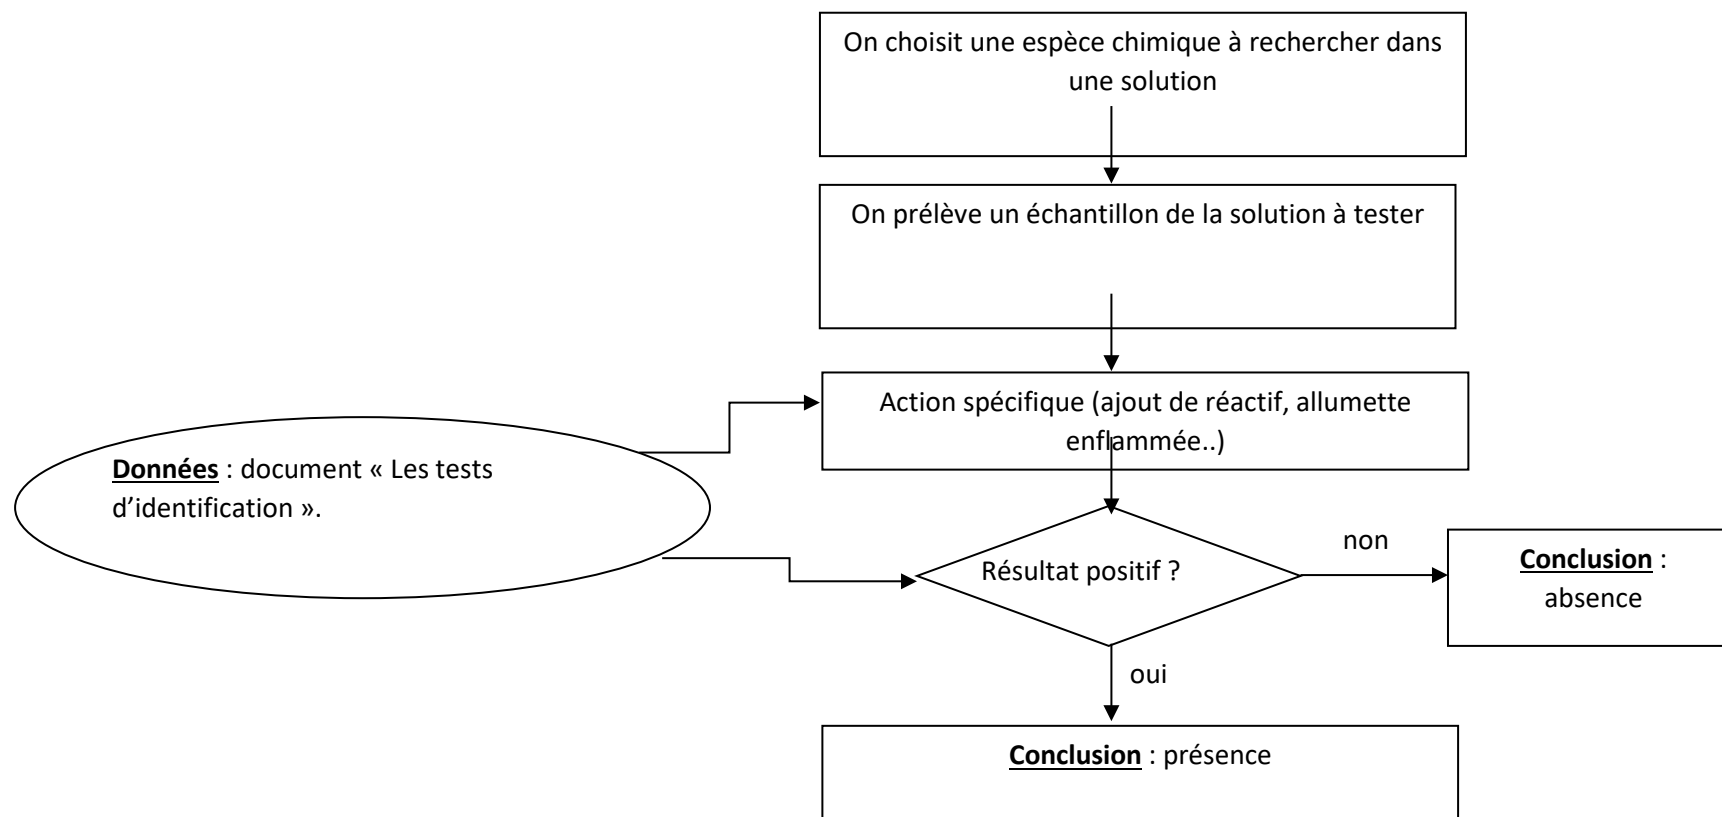 On choisit une espèce chimique à rechercher dans
une solution
On prélève un échantillon de la solution à tester
Action spécifique (ajout de réactif, allumette
enflammée..)
Données : document « Les tests
d’identification ».
Résultat positif ?
non
Conclusion :
absence
oui
Conclusion : présence